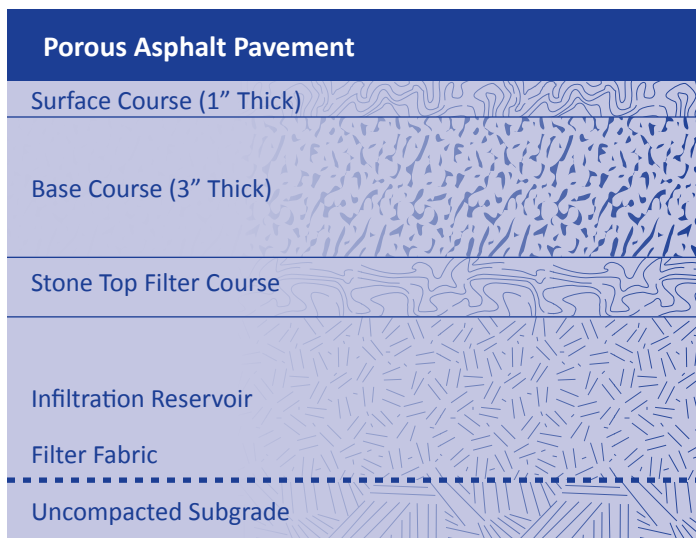 Porous Asphalt Pavement
Surface Course (1” Thick)
Base Course (3” Thick)
Stone Top Filter Course
Infiltration Reservoir
Filter Fabric
Uncompacted Subgrade